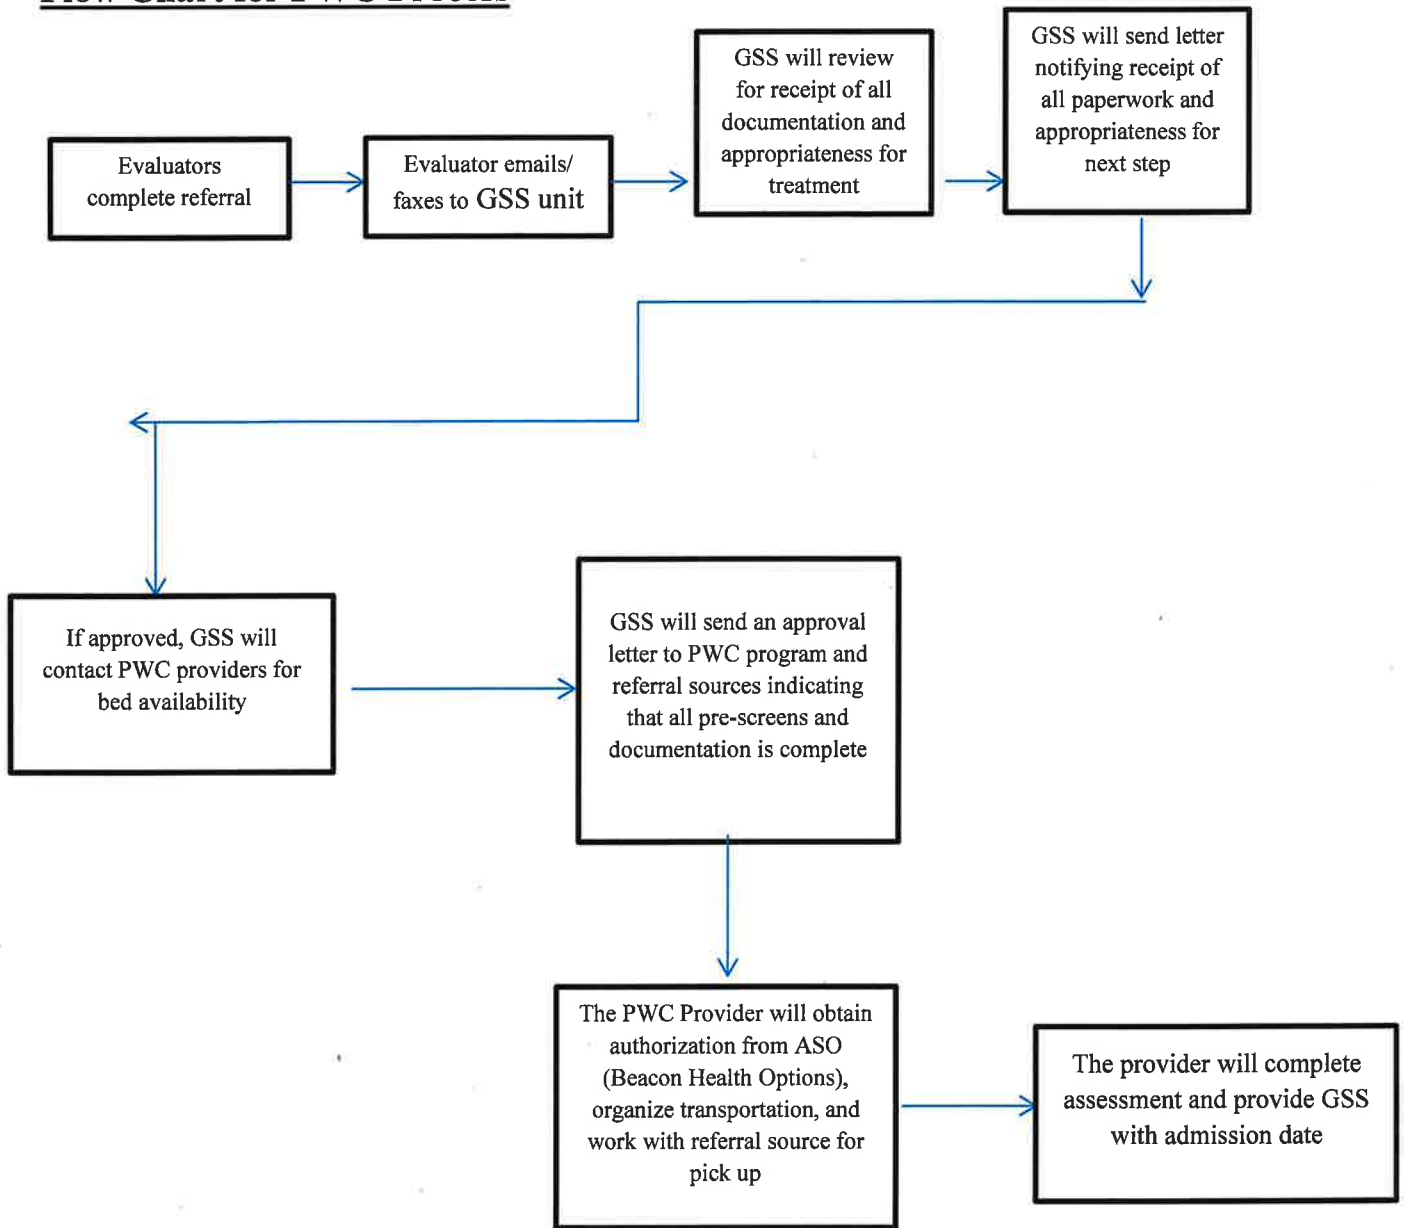 Flow Chart for PWC Process
Evaluators
complete referral
Evaluator emails/
faxes to GSS unit
GSS will review
for receipt of all
documentation and
appropriateness for
treatment
GSS will send letter
notifying receipt of
all paperwork and
appropriateness for
next step
If approved, GSS will
contact PWC providers for
bed availability
GSS will send an approval
letter to PWC program and
referral sources indicating
that all pre-screens and
documentation is complete
The PWC Provider will obtain
authorization from ASO
(Beacon Health Options),
organize transportation, and
work with referral source for
pick up
The provider will complete
assessment and provide GSS
with admission date